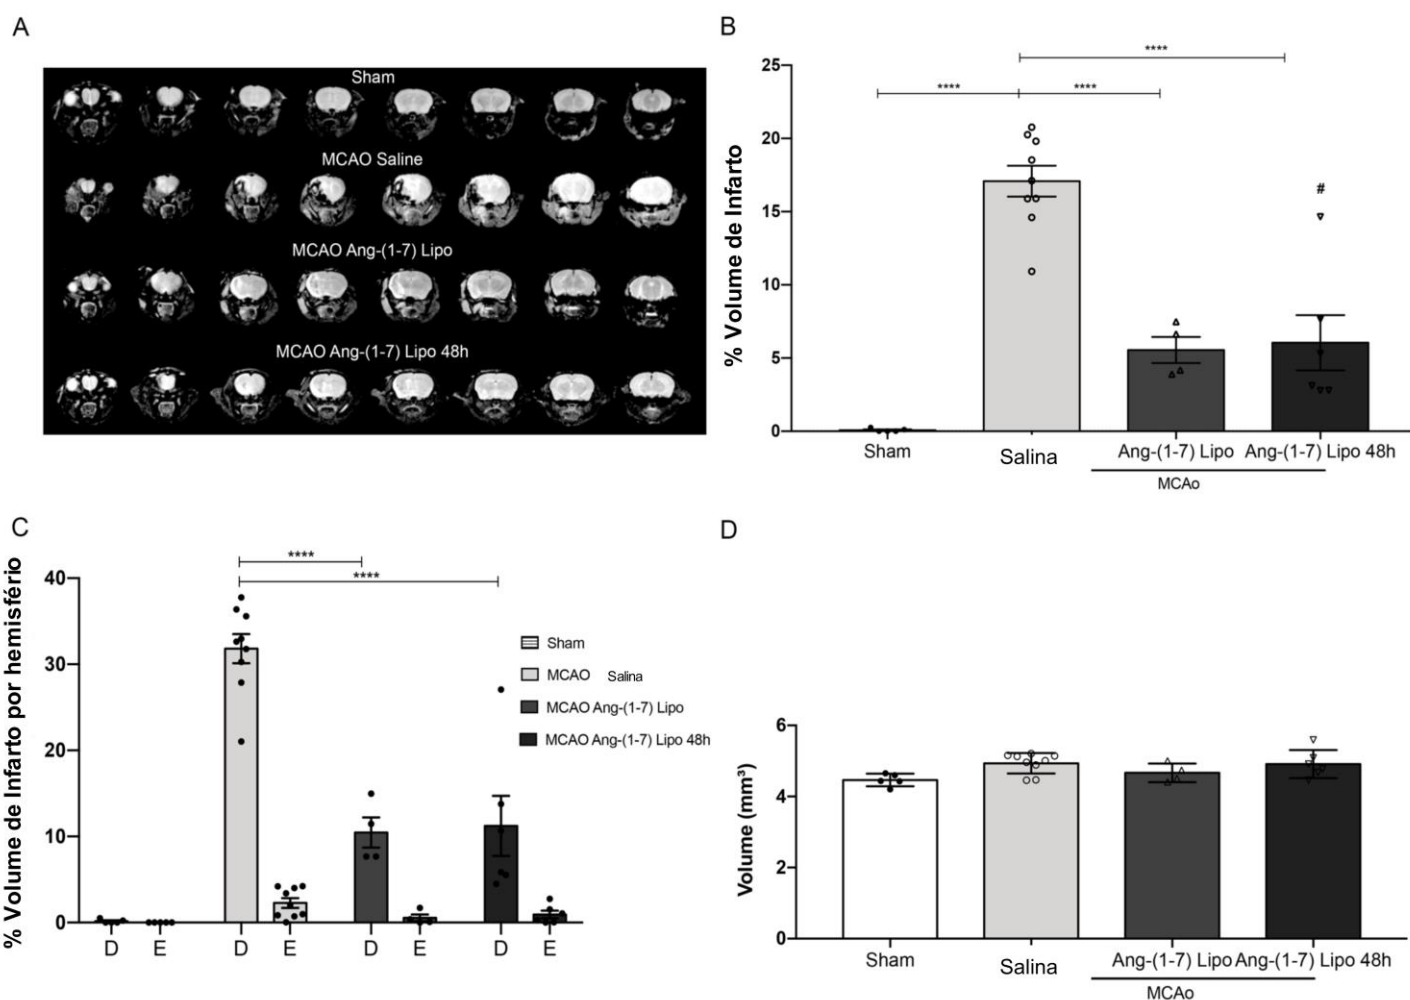 A
Sham
MCAO Saline
MCAO Ang-(1-7) Lipo
MCAO Ang-(1-7) Lipo 48h
B
% Volume de Infarto
25
20
15
10
5
0
****
**** ****
#
Sham Salina Ang-(1-7) Lipo Ang-(1-7) Lipo 48h
MCAo
C
% Volume de Infarto por hemisfério
40
30
20
10
0
****
****
Sham
MCAO Salina
MCAO Ang-(1-7) Lipo
MCAO Ang-(1-7) Lipo 48h
D E D E D E D E
D
Volume (mm³)
6
4
2
0
Sham Salina Ang-(1-7) Lipo Ang-(1-7) Lipo 48h
MCAo